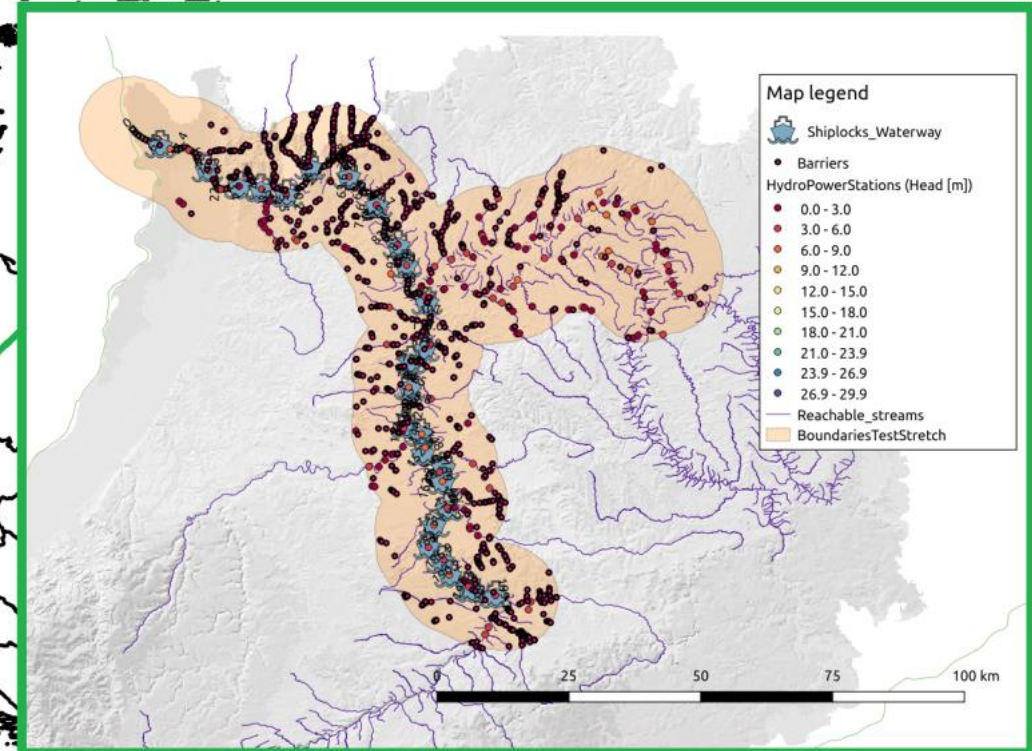 Map legend
Shiplocks_Waterway
Barriers
HydroPowerStations (Head [m])
0.0 - 3.0
3.0 - 6.0
6.0 - 9.0
9.0 - 12.0
12.0 - 15.0
15.0 - 18.0
18.0 - 21.0
21.0 - 23.9
23.9 - 26.9
26.9 - 29.9
Reachable_streams
BoundariesTestStretch
0 25 50 75 100 km